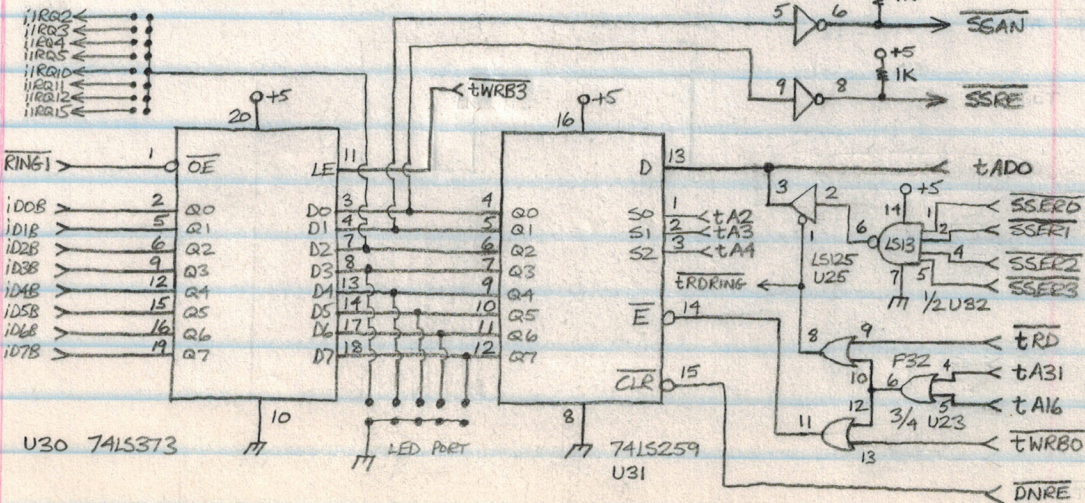 iIRQ2
iIRQ3
iIRQ4
iIRQ5
iIRQ10
iIRQ11
iIRQ12
iIRQ15
5 6 SSAN
+5
1K
9 8 SSRE
tWRB3
+5
20
+5
16
RING1 1 OE
LE 11
D 13 tAD0
iD0B 2 Q0 D0 3 4 Q0
iD1B 5 Q1 D1 4 5 Q1
iD2B 6 Q2 D2 7 6 Q2
iD3B 9 Q3 D3 8 7 Q3
iD4B 12 Q4 D4 13 9 Q4
iD5B 15 Q5 D5 14 10 Q5
iD6B 16 Q6 D6 17 11 Q6
iD7B 19 Q7 D7 18 12 Q7
S0 1 tA2
S1 2 tA3
S2 3 tA4
3 2
1
LS125
U25
+5
14
6 LS13
1 SSER0
2 SSER1
4 SSER2
5 SSER3
7
1/2 U32
tRDRING
E 14
8 9 tRD
10
F32
6 4 tA31
5 tA16
3/4 U23
CLR 15
11 12
13 tWRB0
DNRE
10
8
U30 74LS373
LED PORT
74LS259
U31